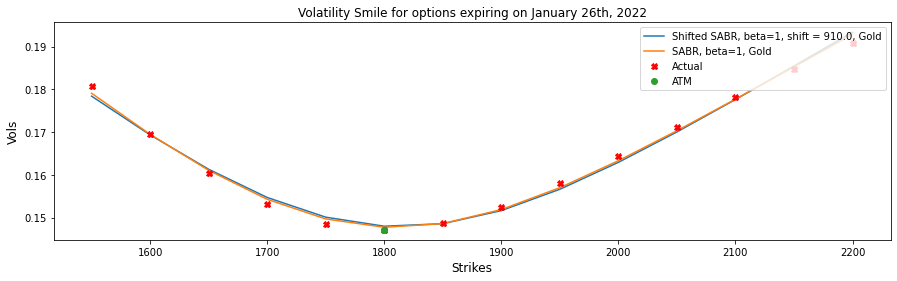 Volatility Smile for options expiring on January 26th, 2022
Shifted SABR, beta=1, shift = 910.0, Gold
SABR, beta=1, Gold
Actual
ATM
0.19
0.18
0.17
0.16
0.15
Vols
1600
1700
1800
1900
2000
2100
2200
Strikes